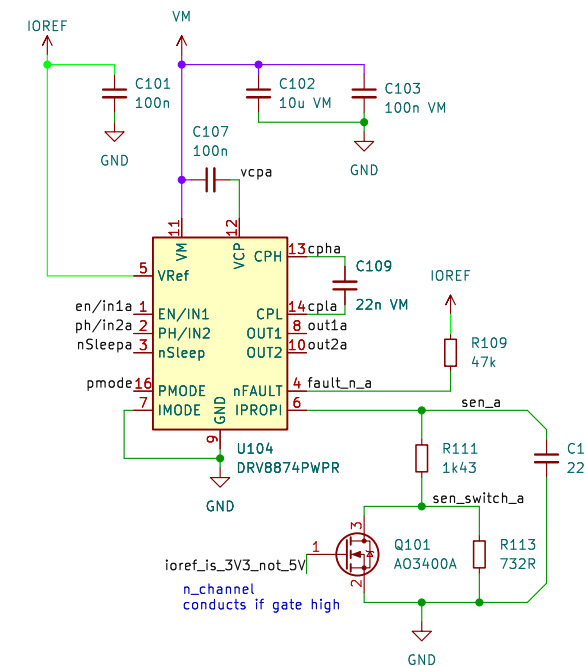 IOREF
VM
C101
100n
GND
C102
10u VM
C103
100n VM
GND
C107
100n
vcpa
11
12
VM
VCP
5
VRef
CPH
13
cpha
C109
22n VM
IOREF
en/in1a
1
EN/IN1
CPL
14
cpla
ph/in2a
2
PH/IN2
OUT1
8
out1a
nSleepa
3
nSleep
OUT2
10
out2a
R109
47k
pmode
16
PMODE
nFAULT
4
fault_n_a
7
IMODE
GND
IPROPI
6
sen_a
9
U104
DRV8874PWPR
GND
R111
1k43
C1
22
sen_switch_a
3
1
2
Q101
AO3400A
R113
732R
ioref_is_3V3_not_5V
n_channel
conducts if gate high
GND